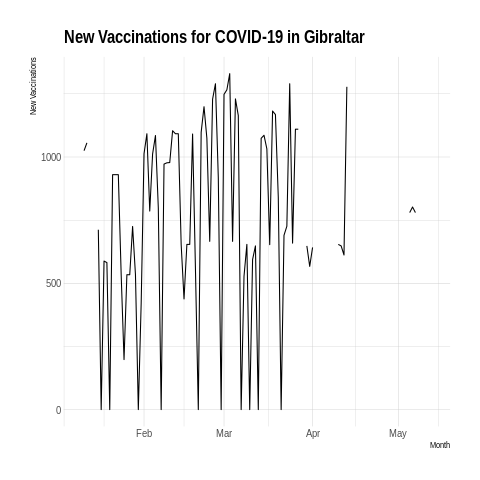 New Vaccinations for COVID-19 in Gibraltar
New Vaccinations
1000
500
0
Feb Mar Apr May
Month